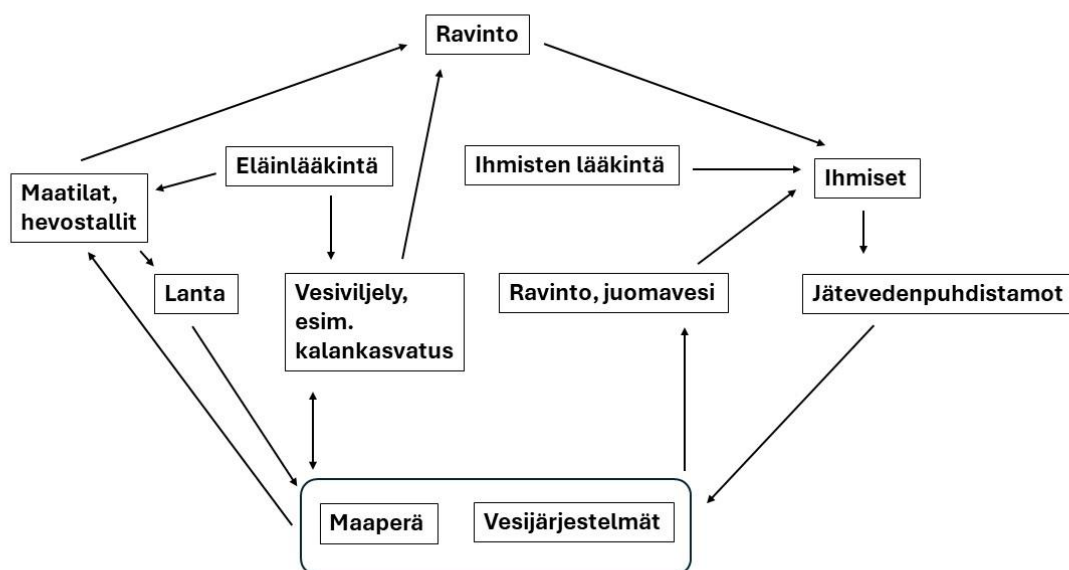 Ravinto
Eläinlääkintä
Ihmisten lääkintä
Ihmiset
Maatilat,
hevostallit
Lanta
Vesiviljely,
esim.
kalankasvatus
Ravinto, juomavesi
Jätevedenpuhdistamot
Maaperä
Vesijärjestelmät